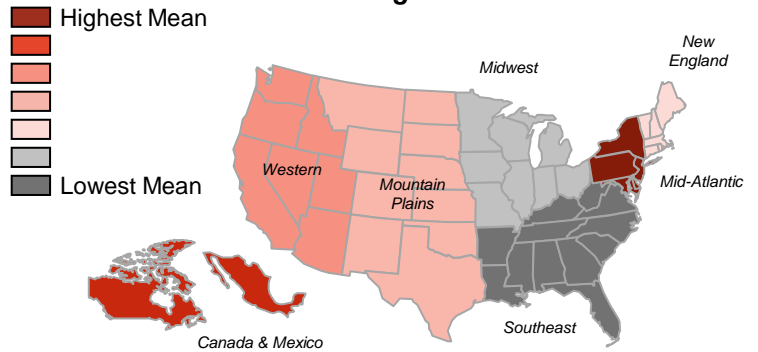 Highest Mean
New
England
Midwest
Western
Mountain
Plains
Mid-Atlantic
Lowest Mean
Southeast
Canada & Mexico